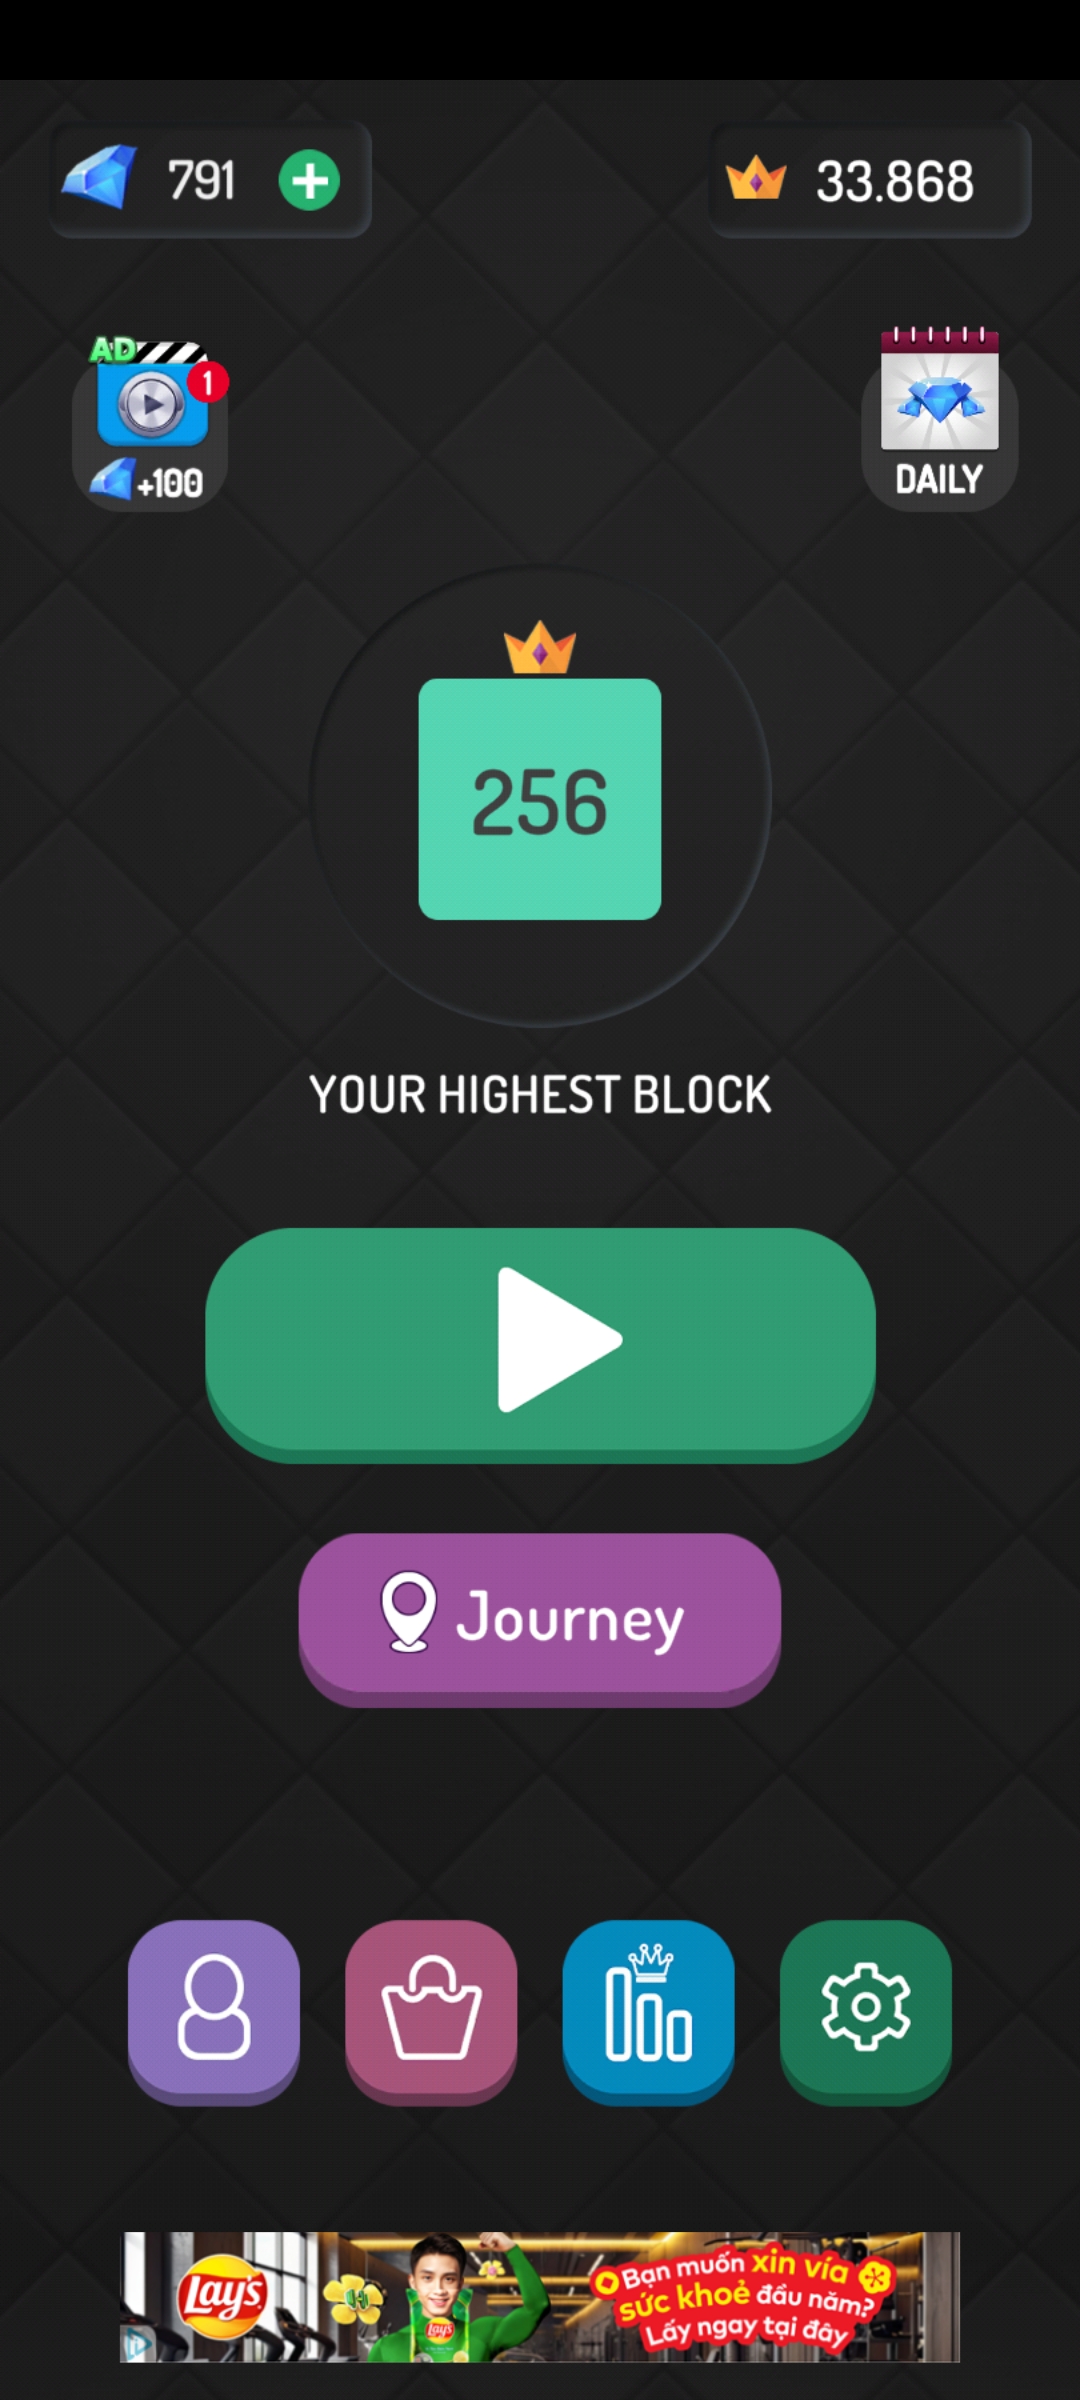 791
33.868
AD
1
+100
DAILY
256
YOUR HIGHEST BLOCK
Journey
Lay's
Lay's
Bạn muốn xin vía
sức khoẻ đầu năm?
Lấy ngay tại đây